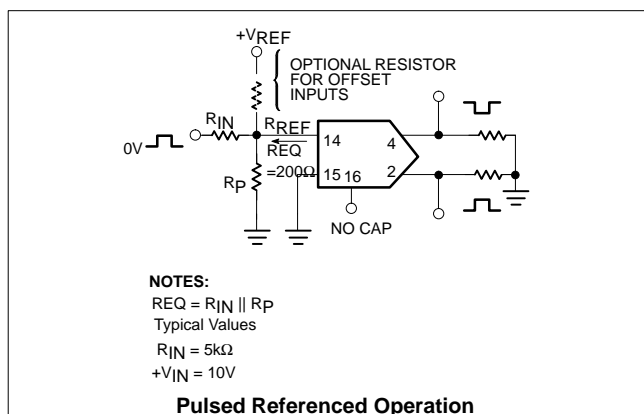 +VREF
OPTIONAL RESISTOR
FOR OFFSET
INPUTS
RIN
RREF
0V
REQ
=200Ω
RP
14
15
16
4
2
NO CAP
NOTES:
REQ = RIN || RP
Typical Values
RIN = 5kΩ
+VIN = 10V
Pulsed Referenced Operation